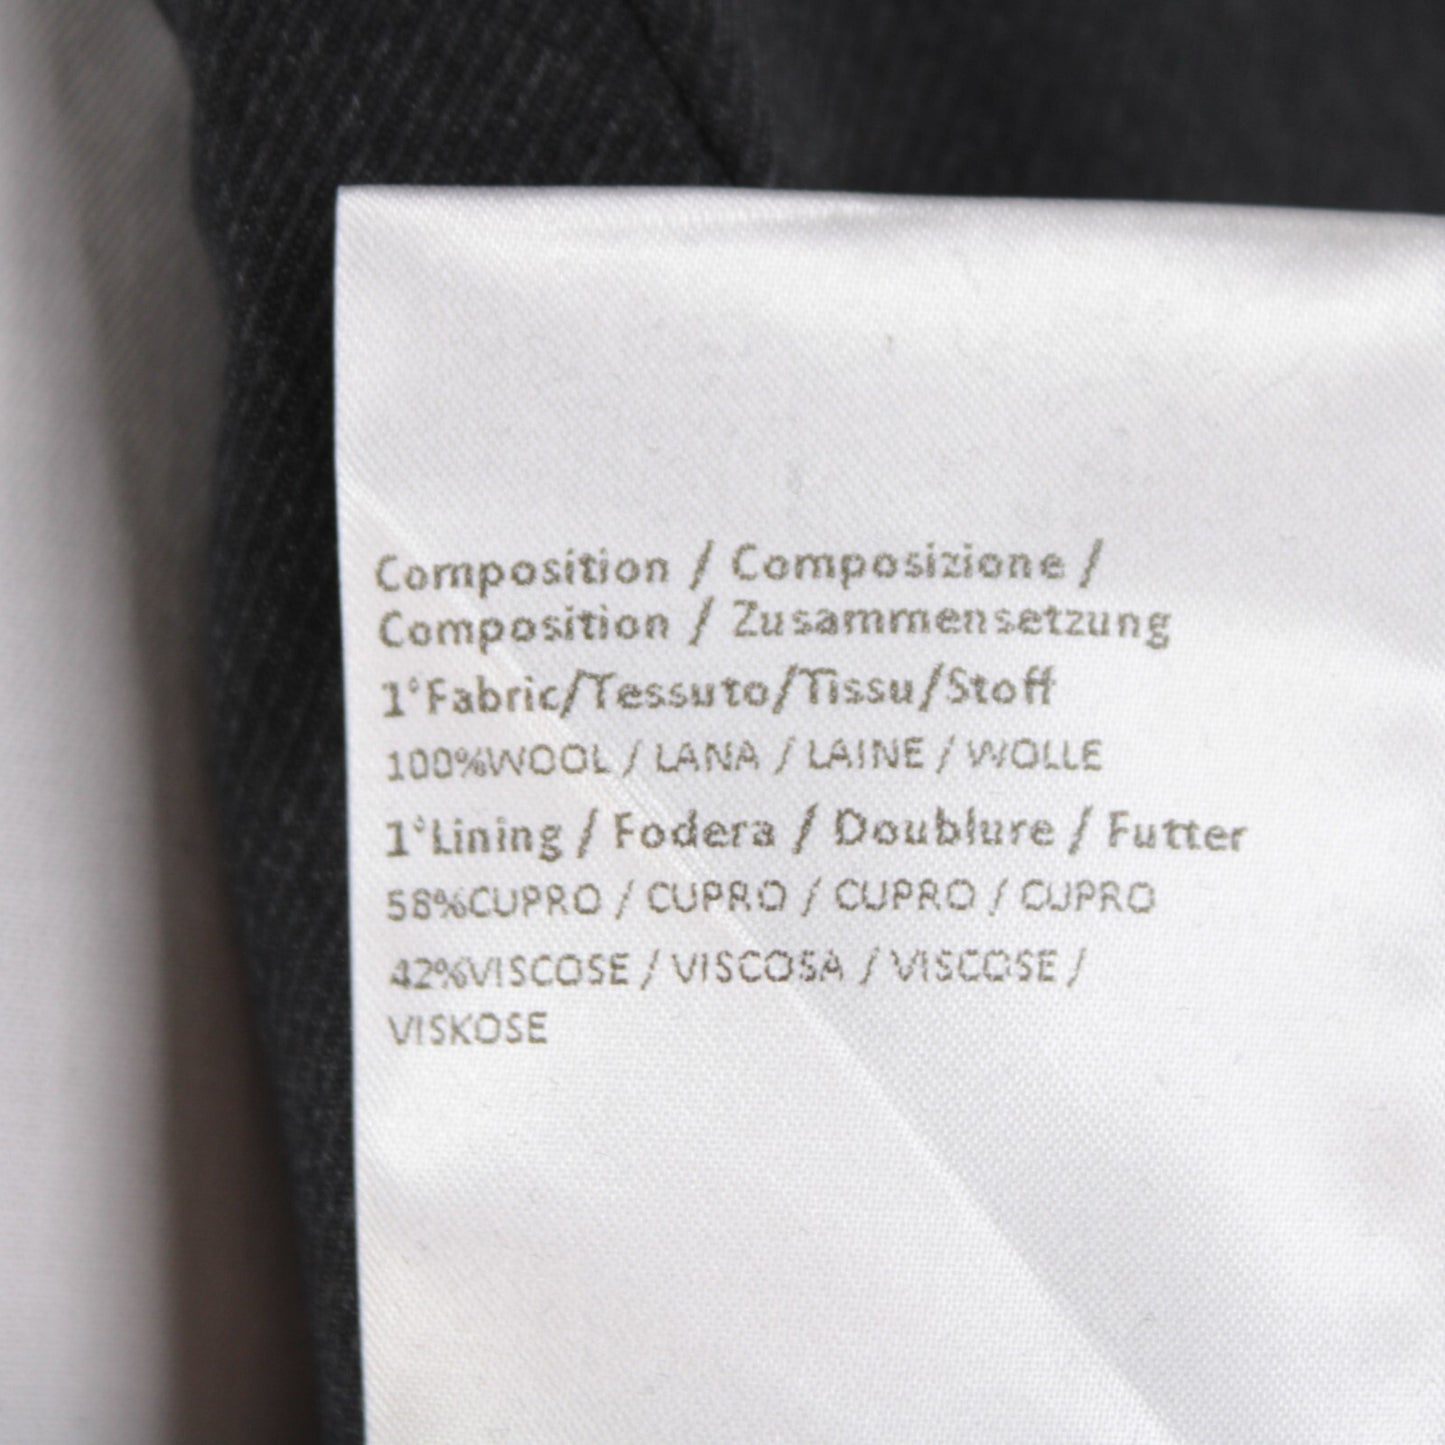 Composition / Composizione /
Composition / Zusammensetzung
1°Fabric/Tessuto/Tissu/Stoff
100%WOOL / LANA / LAINE / WOLLE
1°Lining / Fodera / Doublure / Futter
58%CUPRO / CUPRO / CUPRO / CUPRO
42%VISCOSE / VISCOSA / VISCOSE /
VISKOSE